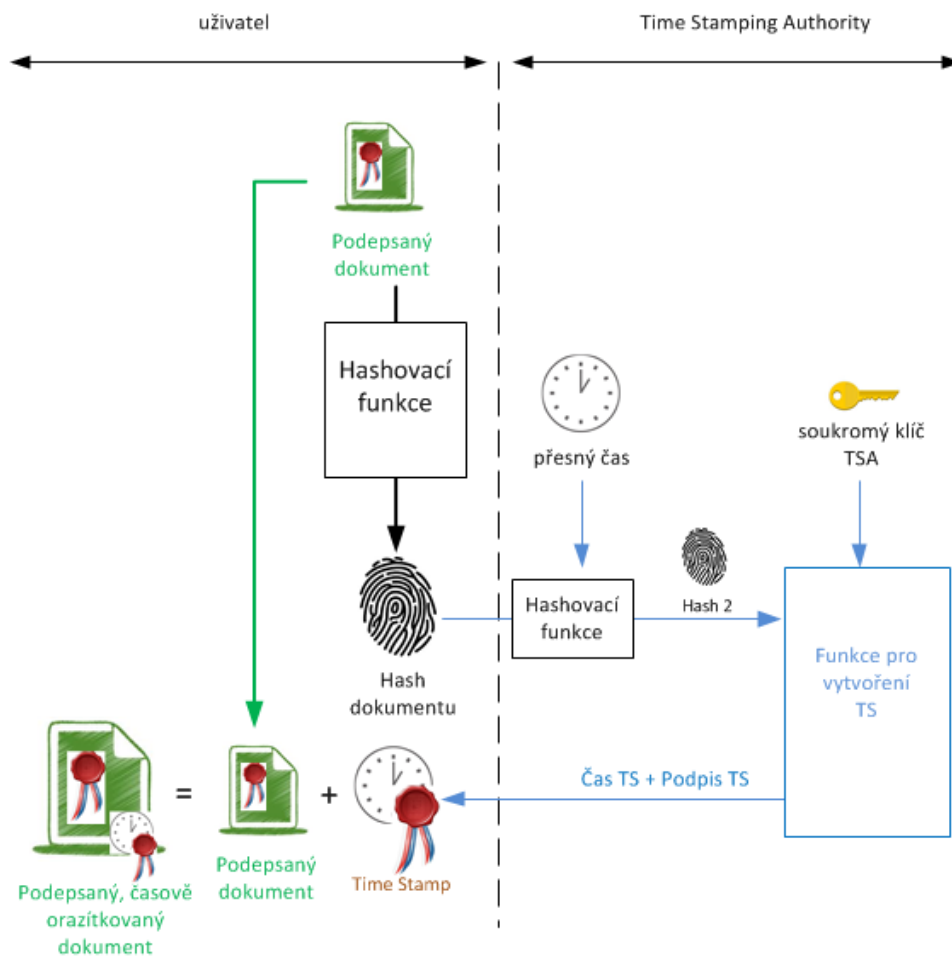 uživatel
Time Stamping Authority
Podepsaný
dokument
Hashovací
funkce
přesný čas
soukromý klíč
TSA
Hashovací
funkce
Hash 2
Funkce pro
vytvoření
TS
Hash
dokumentu
Čas TS + Podpis TS
=
+
Podepsaný
dokument
Time Stamp
Podepsaný, časově
orazítkovaný
dokument